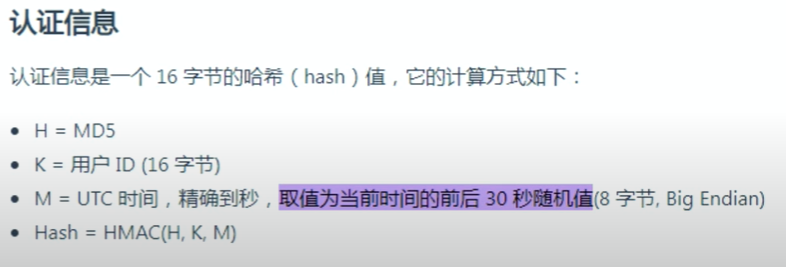 认证信息
认证信息是一个 16 字节的哈希（hash）值，它的计算方式如下：
• H = MD5
• K = 用户 ID (16 字节)
• M = UTC 时间，精确到秒，取值为当前时间的前后 30 秒随机值(8 字节, Big Endian)
• Hash = HMAC(H, K, M)